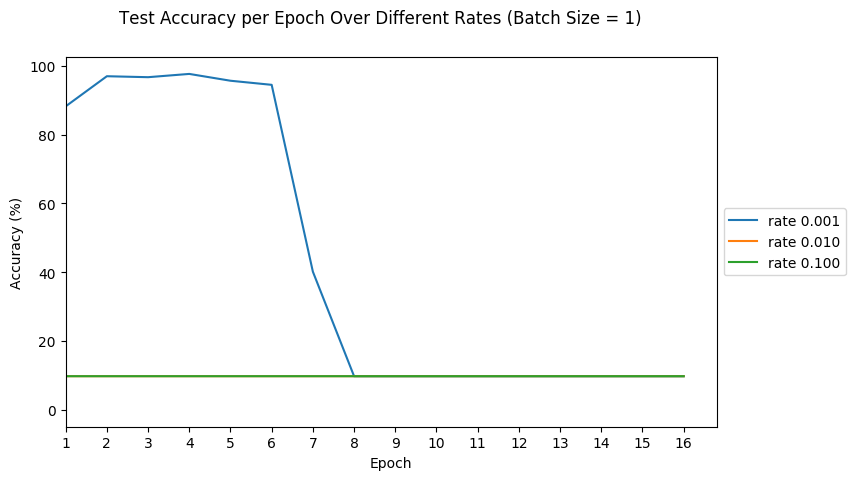 Test Accuracy per Epoch Over Different Rates (Batch Size = 1)
100
80
60
40
20
0
Accuracy (%)
1 2 3 4 5 6 7 8 9 10 11 12 13 14 15 16
Epoch
rate 0.001
rate 0.010
rate 0.100